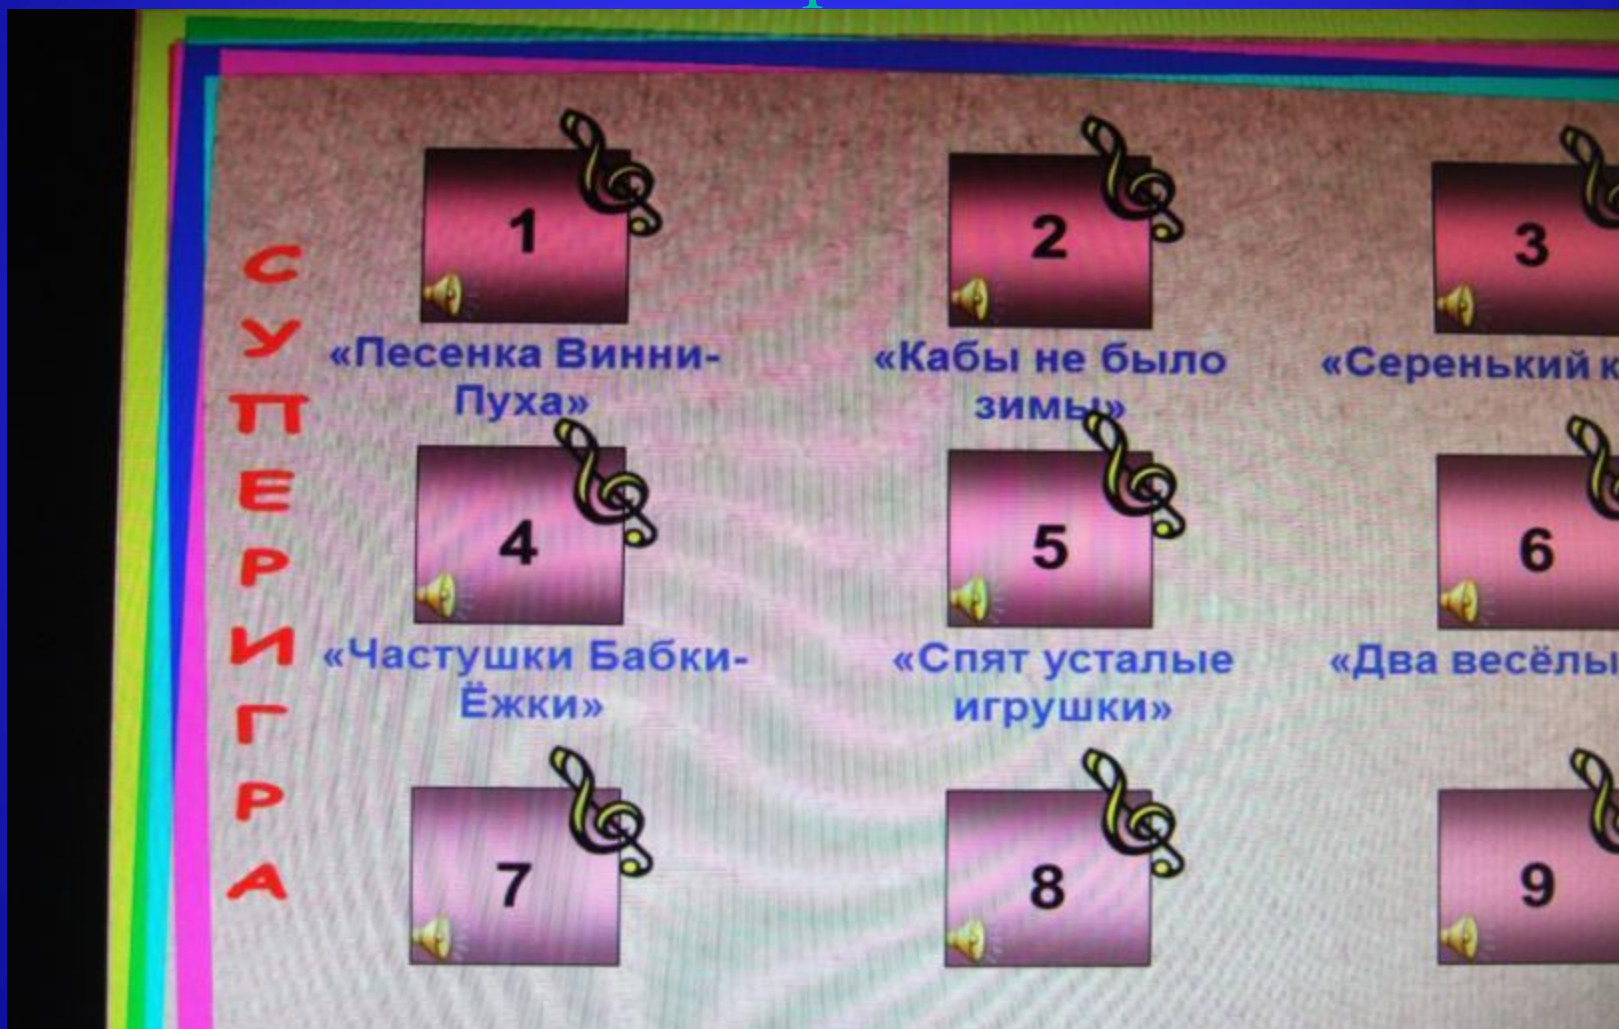 СУПЕРИГРА
1
2
3
«Песенка Винни-
Пуха»
«Кабы не было
зимы»
«Серенький
4
5
6
«Частушки Бабки-
Ёжки»
«Спят усталые
игрушки»
«Два
7
8
9